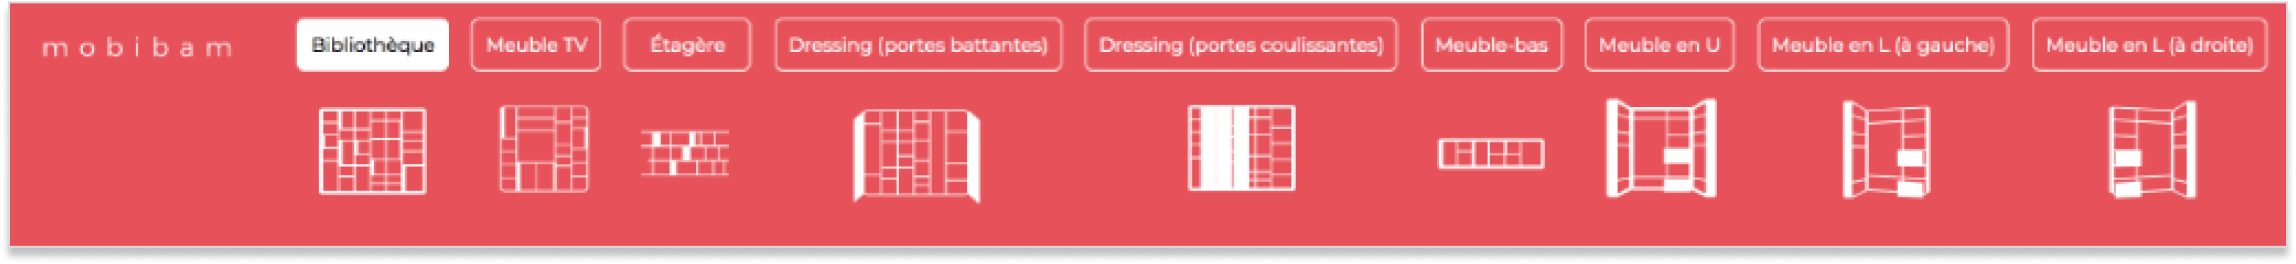 mobibam
Bibliothèque
Meuble TV
Étagère
Dressing (portes battantes)
Dressing (portes coulissantes)
Meuble-bas
Meuble en U
Meuble en L (à gauche)
Meuble en L (à droite)